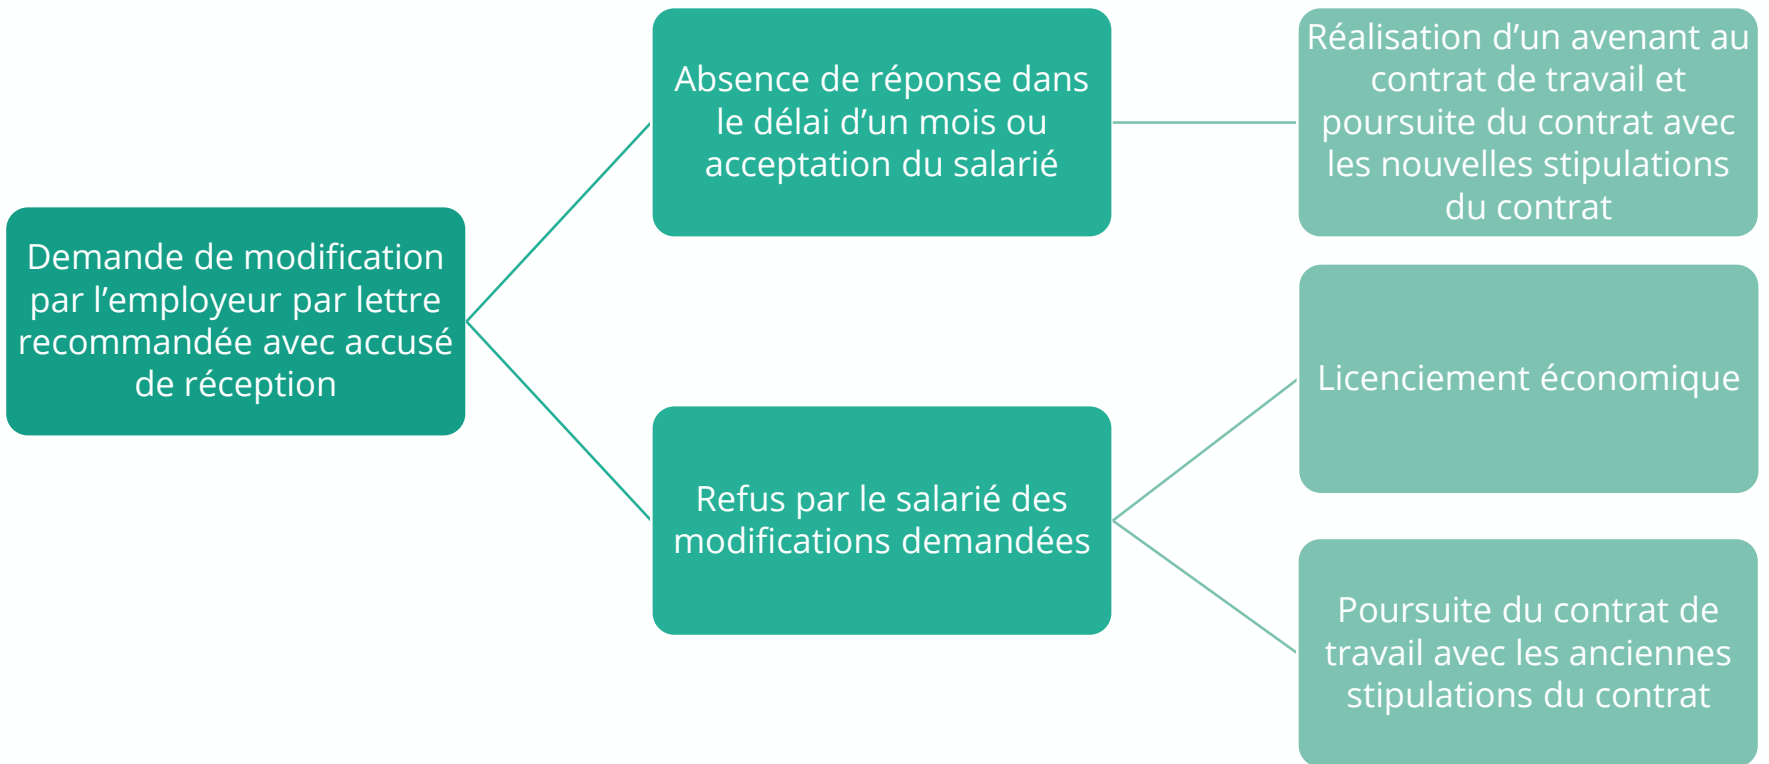 Demande de modification
par l’employeur par lettre
recommandée avec accusé
de réception
Absence de réponse dans
le délai d’un mois ou
acceptation du salarié
Réalisation d’un avenant au
contrat de travail et
poursuite du contrat avec
les nouvelles stipulations
du contrat
Refus par le salarié des
modifications demandées
Licenciement économique
Poursuite du contrat de
travail avec les anciennes
stipulations du contrat